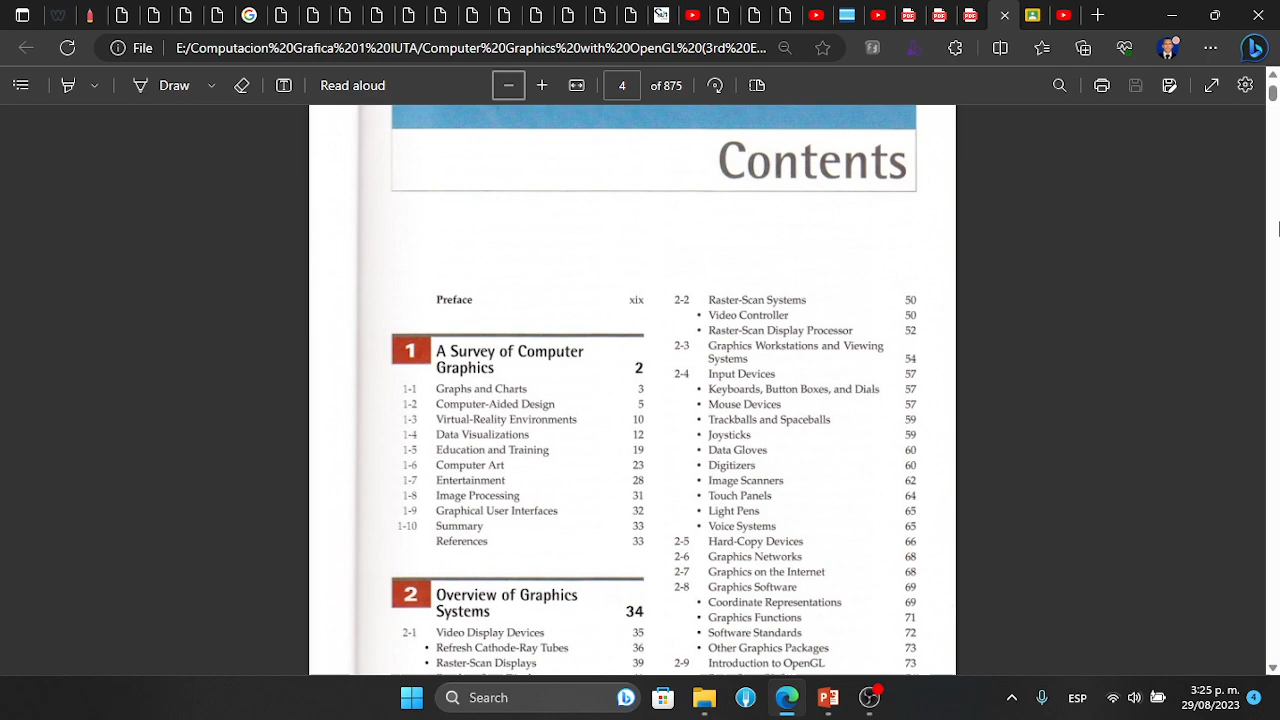 File
E/Computacion%20Grafica%201%20IUTA/Computer%20Graphics%20with%20OpenGL%20(3rd%20E...
Draw
Read aloud
4
of 875
Contents
Preface xix
1 A Survey of Computer
Graphics 2
1-1 Graphs and Charts 3
1-2 Computer-Aided Design 5
1-3 Virtual-Reality Environments 10
1-4 Data Visualizations 12
1-5 Education and Training 19
1-6 Computer Art 23
1-7 Entertainment 28
1-8 Image Processing 31
1-9 Graphical User Interfaces 32
1-10 Summary 33
References 33
2 Overview of Graphics
Systems 34
2-1 Video Display Devices 35
• Refresh Cathode-Ray Tubes 36
• Raster-Scan Displays 39
2-2 Raster-Scan Systems 50
• Video Controller 50
• Raster-Scan Display Processor 52
2-3 Graphics Workstations and Viewing
Systems 54
2-4 Input Devices 57
• Keyboards, Button Boxes, and Dials 57
• Mouse Devices 57
• Trackballs and Spaceballs 59
• Joysticks 59
• Data Gloves 60
• Digitizers 60
• Image Scanners 62
• Touch Panels 64
• Light Pens 65
• Voice Systems 65
2-5 Hard-Copy Devices 66
2-6 Graphics Networks 68
2-7 Graphics on the Internet 68
2-8 Graphics Software 69
• Coordinate Representations 69
• Graphics Functions 71
• Software Standards 72
• Other Graphics Packages 73
2-9 Introduction to OpenGL 73
Search
ESP
3:25 p. m.
29/08/2023
4